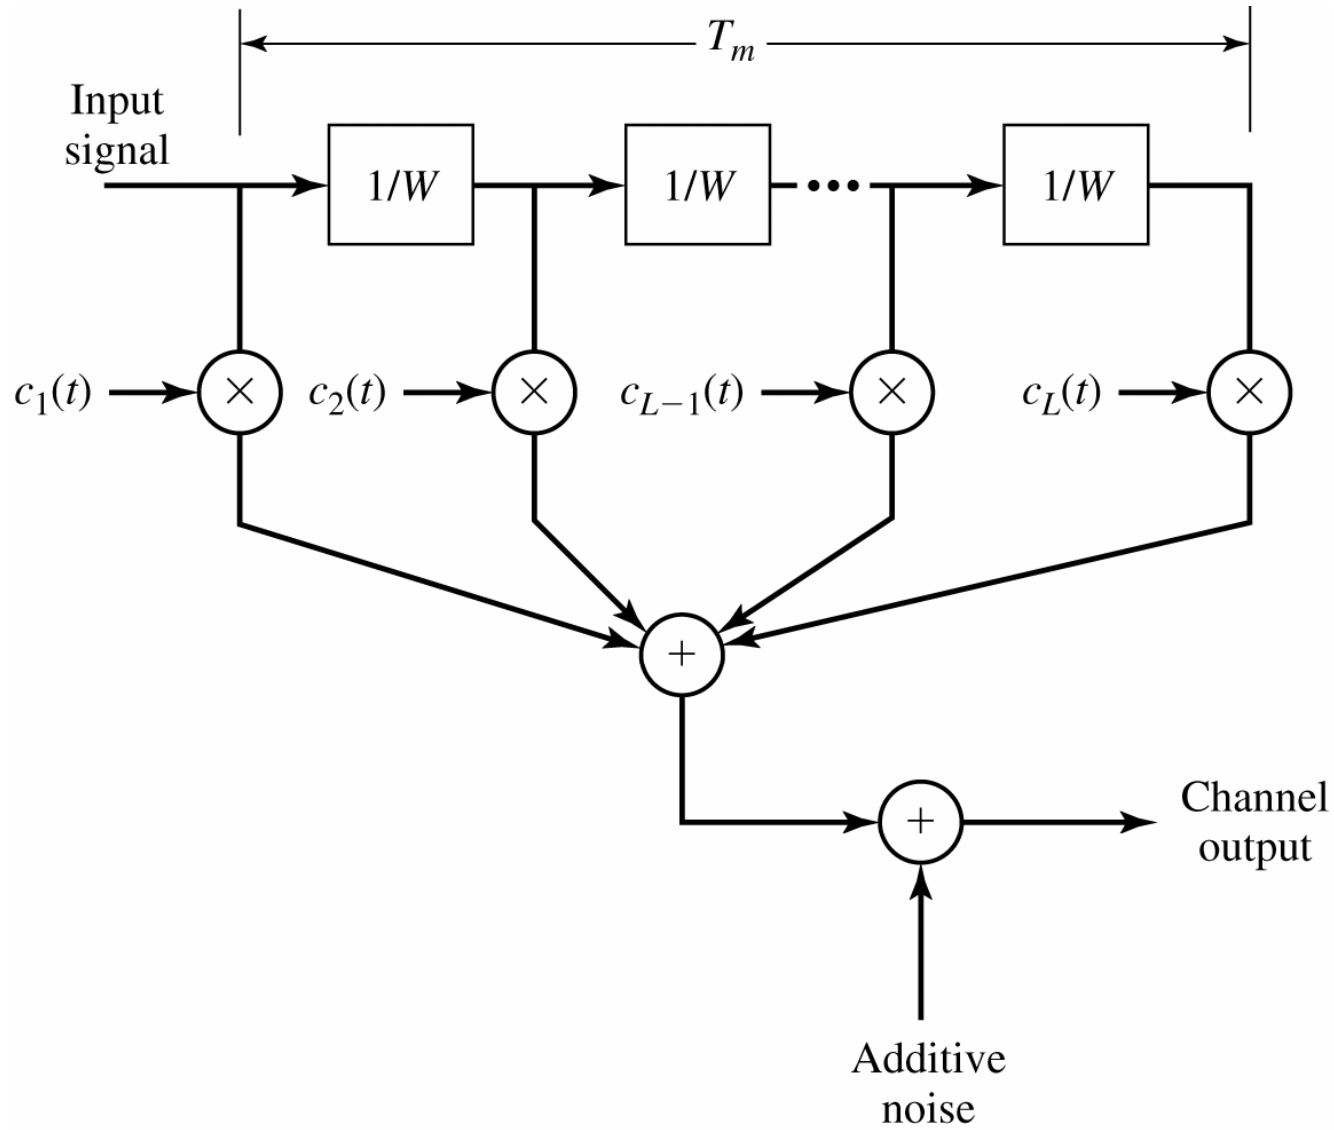 T_m
Input
signal
1/W
1/W
•••
1/W
c_1(t)
×
c_2(t)
×
c_{L−1}(t)
×
c_L(t)
×
+
+
Channel
output
Additive
noise